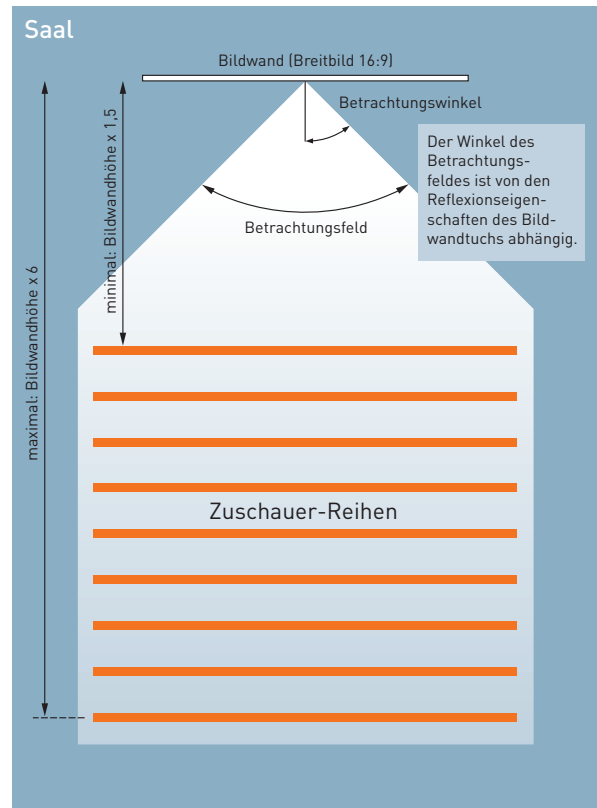 Saal
Bildwand (Breitbild 16:9)
Betrachtungswinkel
Der Winkel des
Betrachtungs-
feldes ist von den
Reflexionseigen-
schaften des Bild-
wandtuchs abhängig.
Betrachtungsfeld
minimal: Bildwandhöhe x 1,5
maximal: Bildwandhöhe x 6
Zuschauer-Reihen